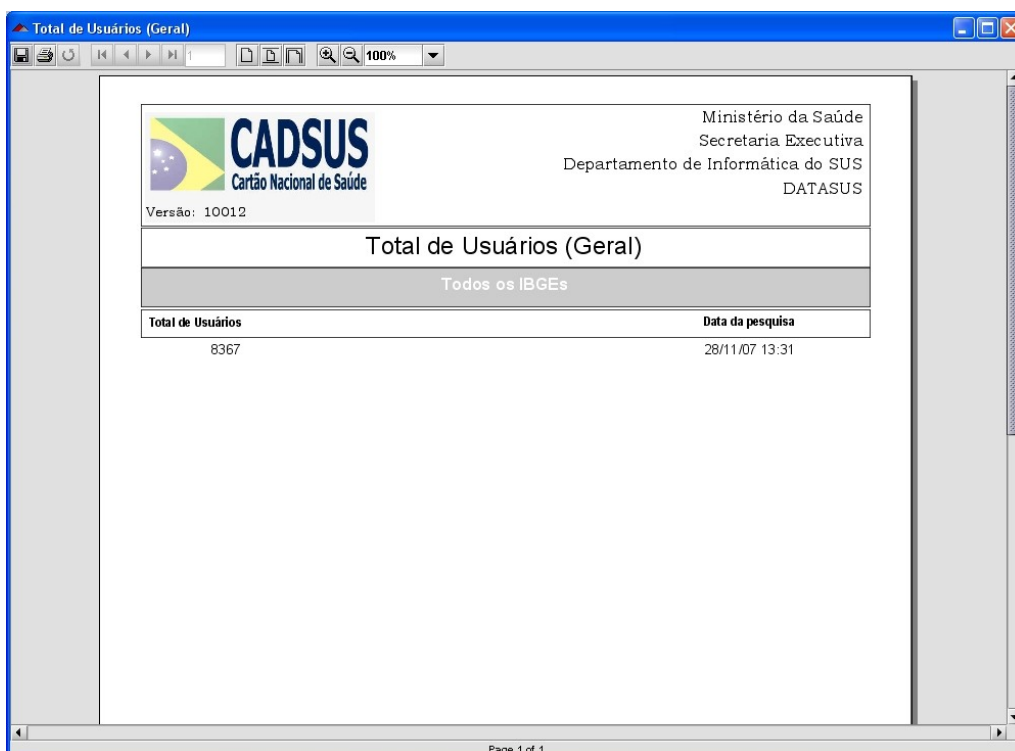 Total de Usuários (Geral)
1
100%
CADSUS
Cartão Nacional de Saúde
Versão: 10012
Ministério da Saúde
Secretaria Executiva
Departamento de Informática do SUS
DATASUS
Total de Usuários (Geral)
Todos os IBGEs
Total de Usuários Data da pesquisa
8367 28/11/07 13:31
Page 1 of 1